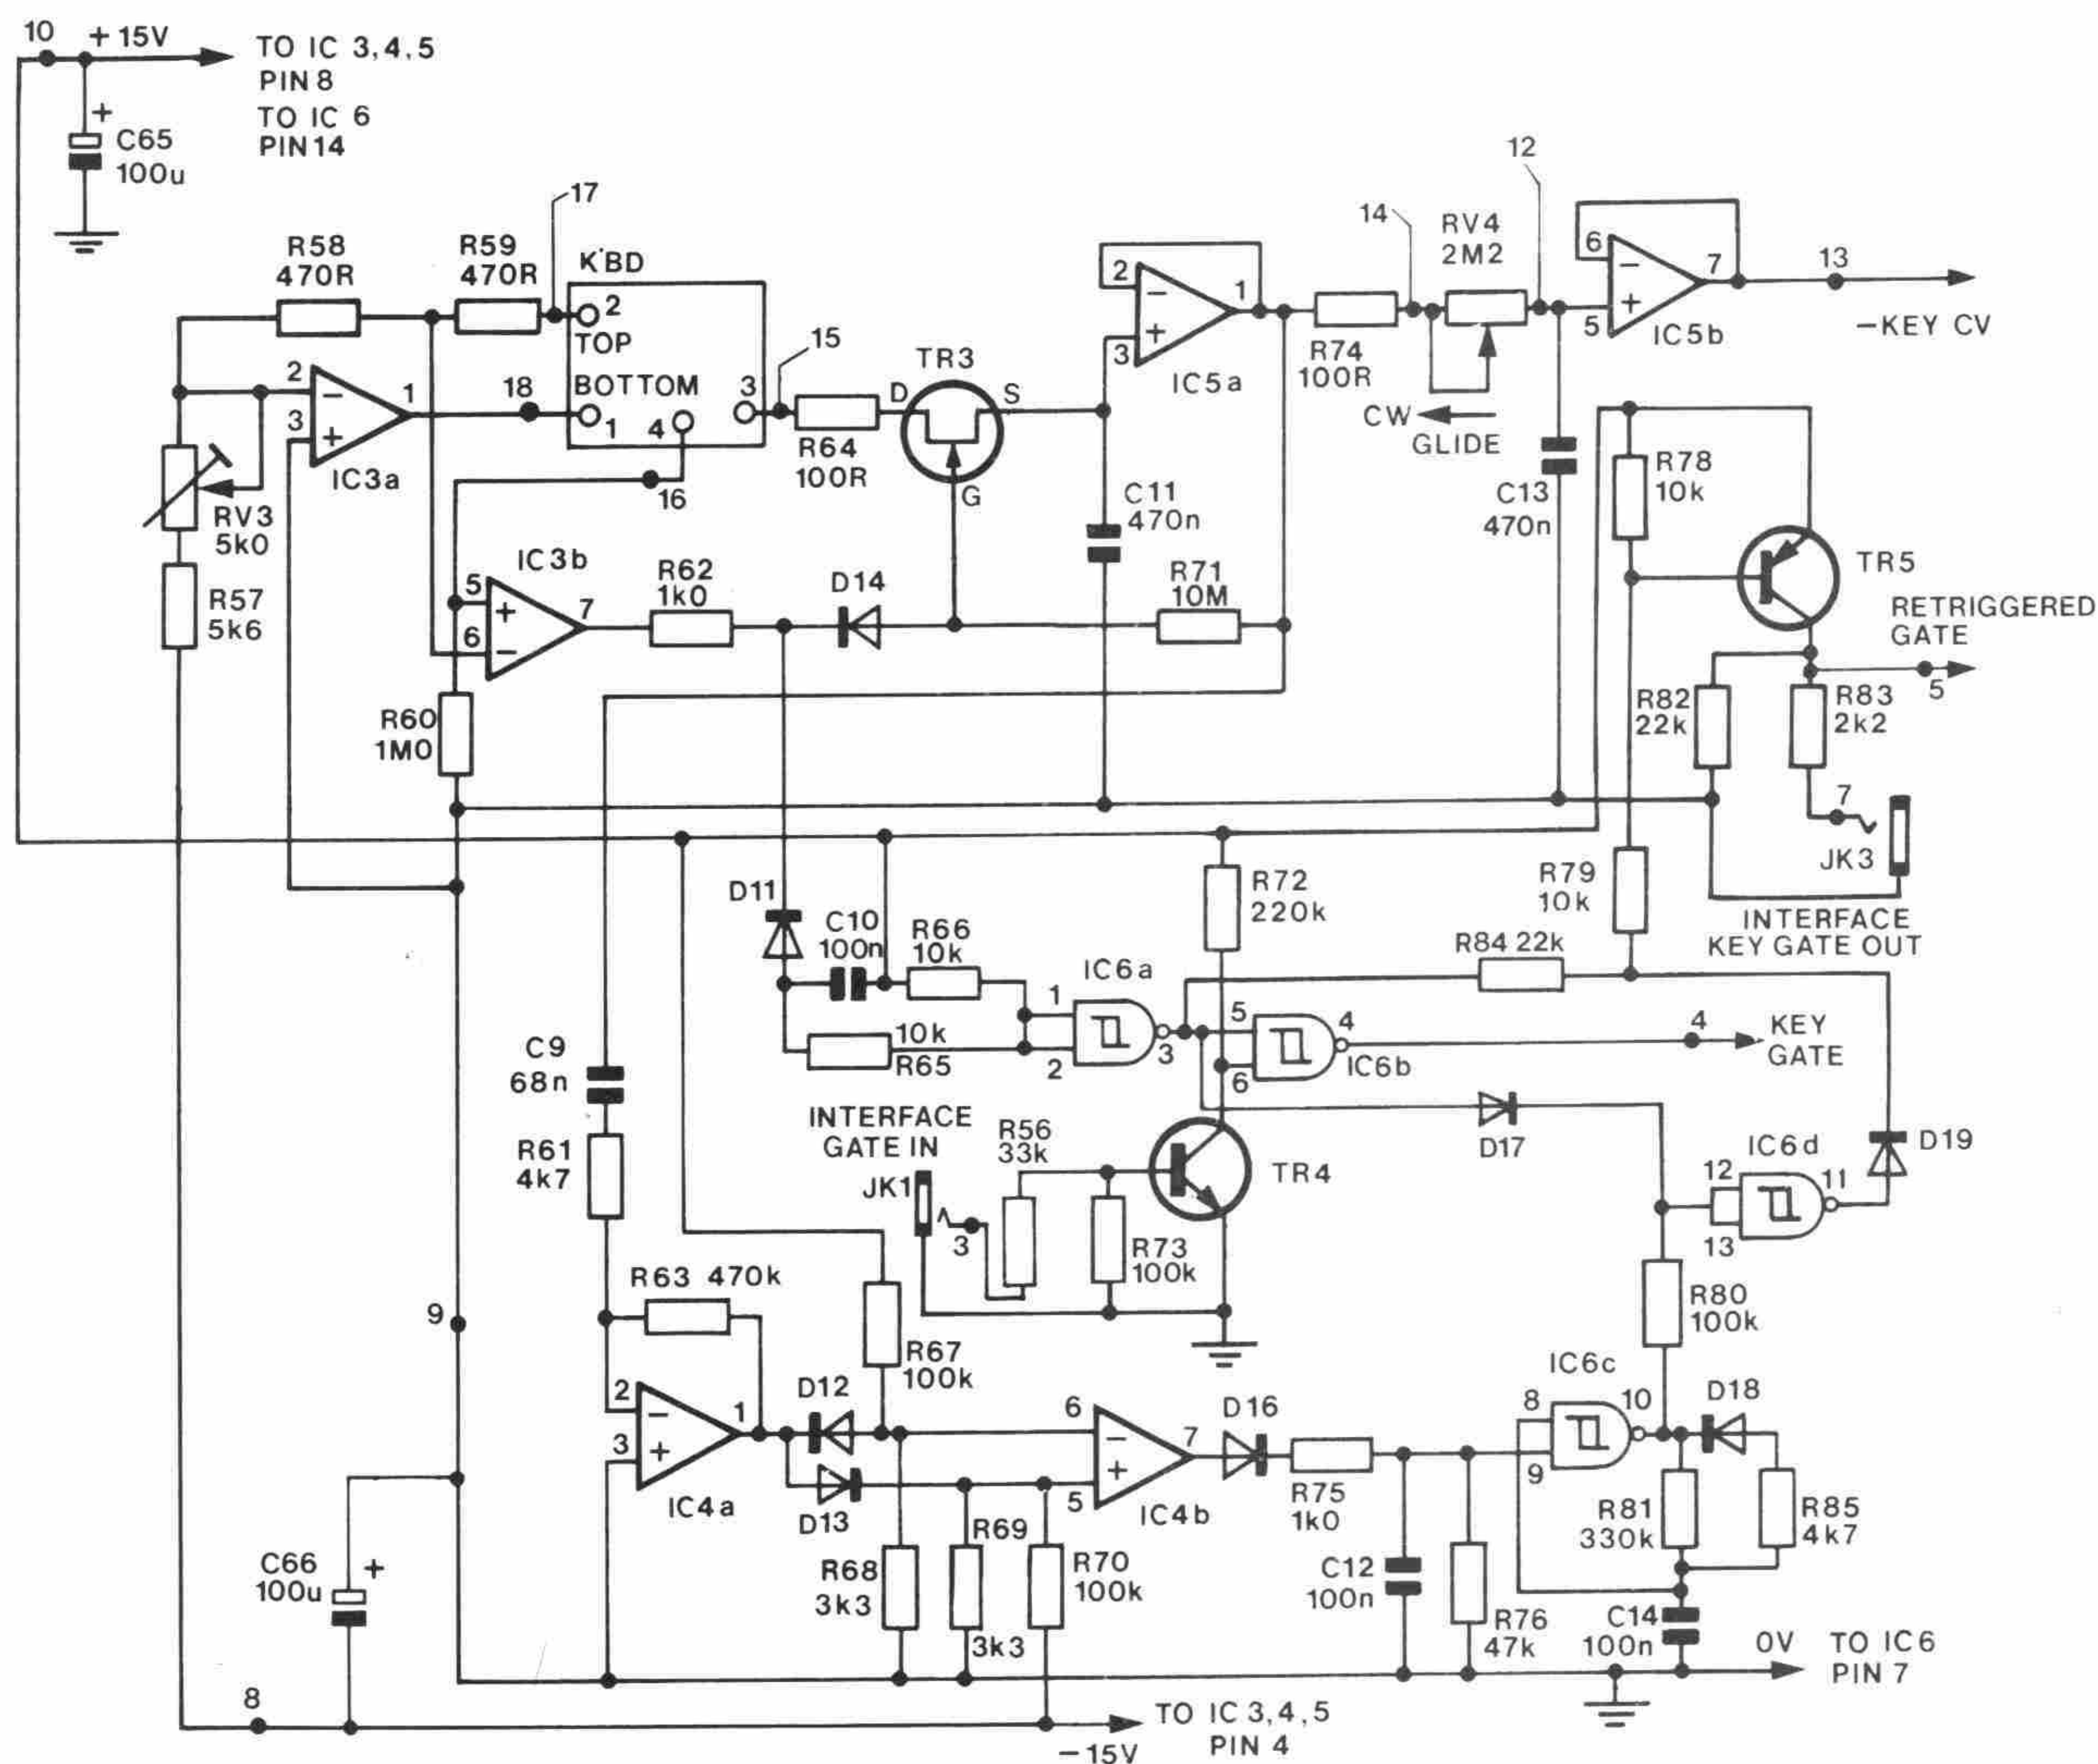 10
+15V
TO IC 3,4,5
PIN 8
TO IC 6
PIN14
+
C65
100u
17
R58
470R
R59
470R
K'BD
2
TOP
BOTTOM
1
4
3
18
15
16
2
3
−
+
1
IC3a
RV3
5k0
R57
5k6
R64
100R
TR3
D
S
G
2
3
−
+
1
IC5a
R74
100R
14
RV4
2M2
12
CW
GLIDE
6
5
−
+
7
IC5b
13
−KEY CV
C11
470n
C13
470n
R78
10k
TR5
RETRIGGERED
GATE
5
R82
22k
R83
2k2
7
JK3
INTERFACE
KEY GATE OUT
IC3b
5
6
+
−
7
R62
1k0
D14
R71
10M
R60
1M0
D11
C10
100n
R66
10k
10k
R65
IC6a
1
2
3
R72
220k
R79
10k
R84 22k
5
6
4
IC6b
4
KEY
GATE
C9
68n
R61
4k7
INTERFACE
GATE IN
JK1
3
R56
33k
R73
100k
TR4
D17
IC6d
12
13
11
D19
9
R63 470k
2
3
−
+
1
IC4a
D12
D13
R67
100k
6
5
−
+
7
IC4b
D16
R75
1k0
R80
100k
IC6c
8
9
10
D18
R81
330k
R85
4k7
C66
100u
+
R68
3k3
R69
3k3
R70
100k
C12
100n
R76
47k
C14
100n
0V
TO IC6
PIN 7
8
TO IC 3,4,5
PIN 4
−15V